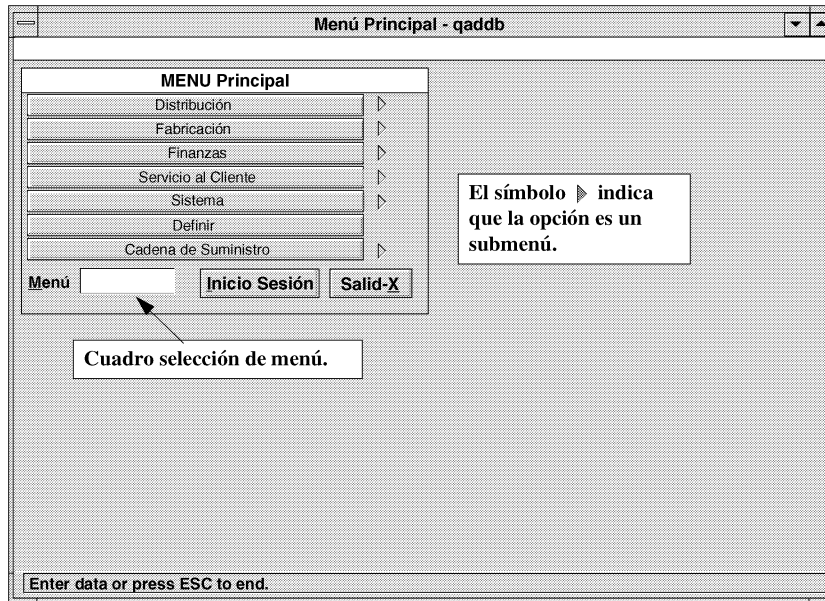 Menú Principal - qaddb
MENU Principal
Distribución
Fabricación
Finanzas
Servicio al Cliente
Sistema
Definir
Cadena de Suministro
Menú
Inicio Sesión
Salid-X
El símbolo indica
que la opción es un
submenú.
Cuadro selección de menú.
Enter data or press ESC to end.